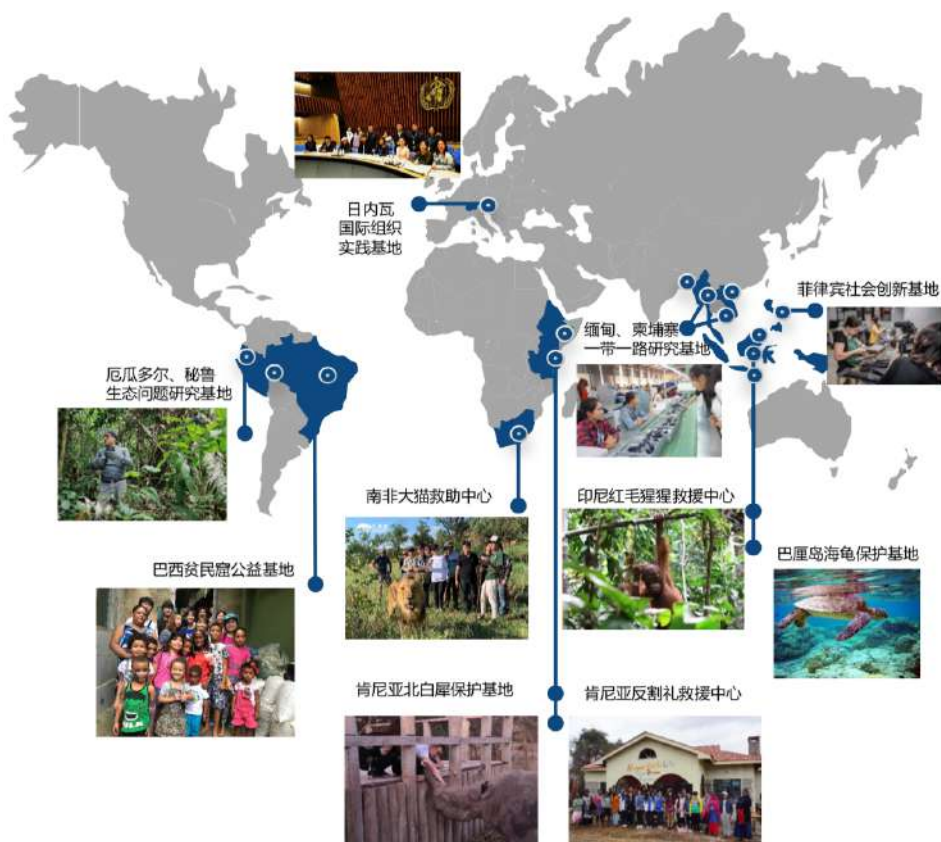 日内瓦
国际组织
实践基地
菲律宾社会创新基地
缅甸、柬埔寨
一带一路研究基地
厄瓜多尔、秘鲁
生态问题研究基地
南非大猫救助中心
印尼红毛猩猩救援中心
巴厘岛海龟保护基地
巴西贫民窟公益基地
肯尼亚北白犀保护基地
肯尼亚反割礼救援中心